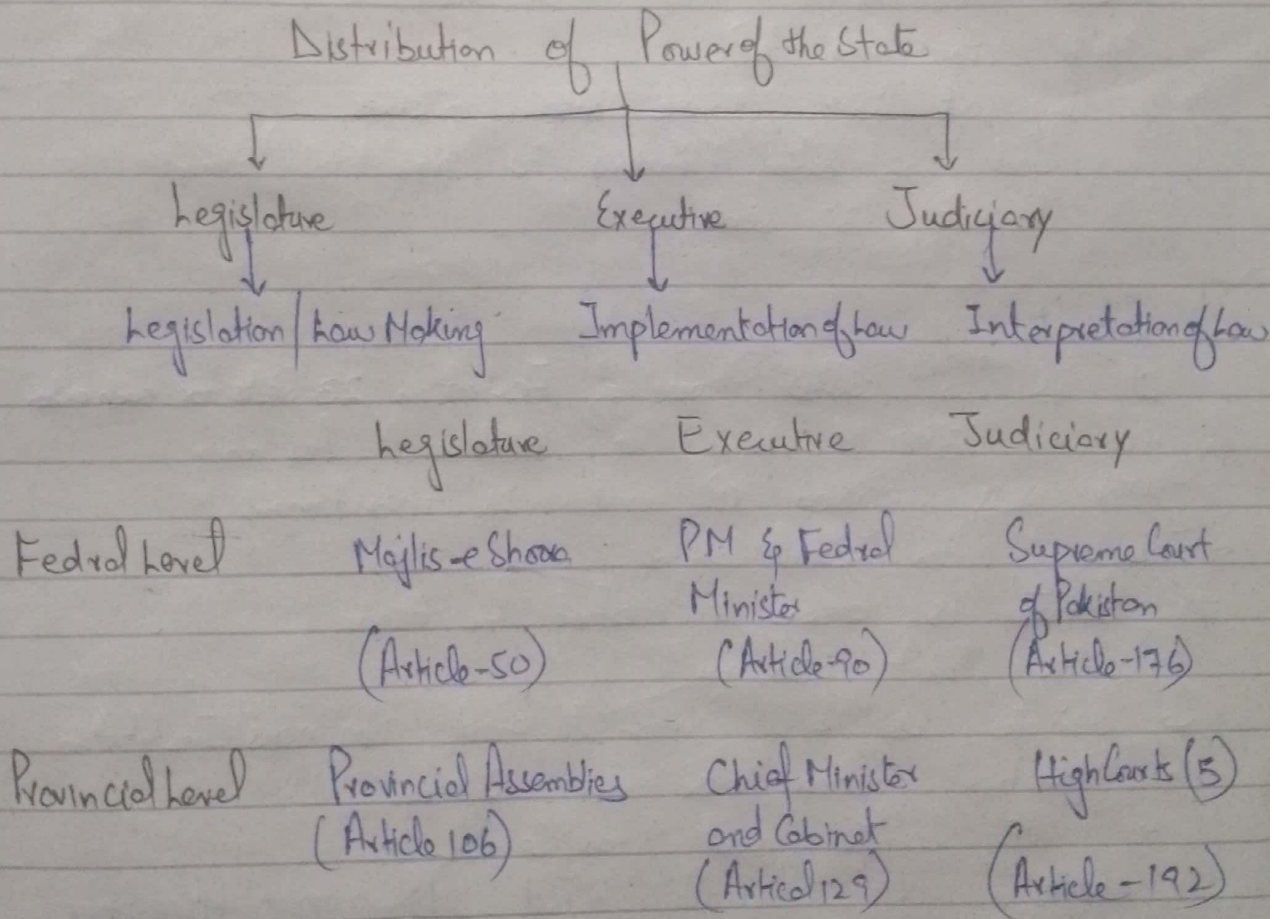 Distribution of Power of the State
Legislature Executive Judiciary
Legislation / Law Making Implementation of Law Interpretation of Law
Legislature Executive Judiciary
Fedral Level Majlis-e Shoora PM & Fedral Supreme Court
Minister of Pakistan
(Article-50) (Article-90) (Article-176)
Provincial Level Provincial Assemblies Chief Minister High Courts (5)
(Article 106) and Cabinet
(Articel 129) (Article-192)